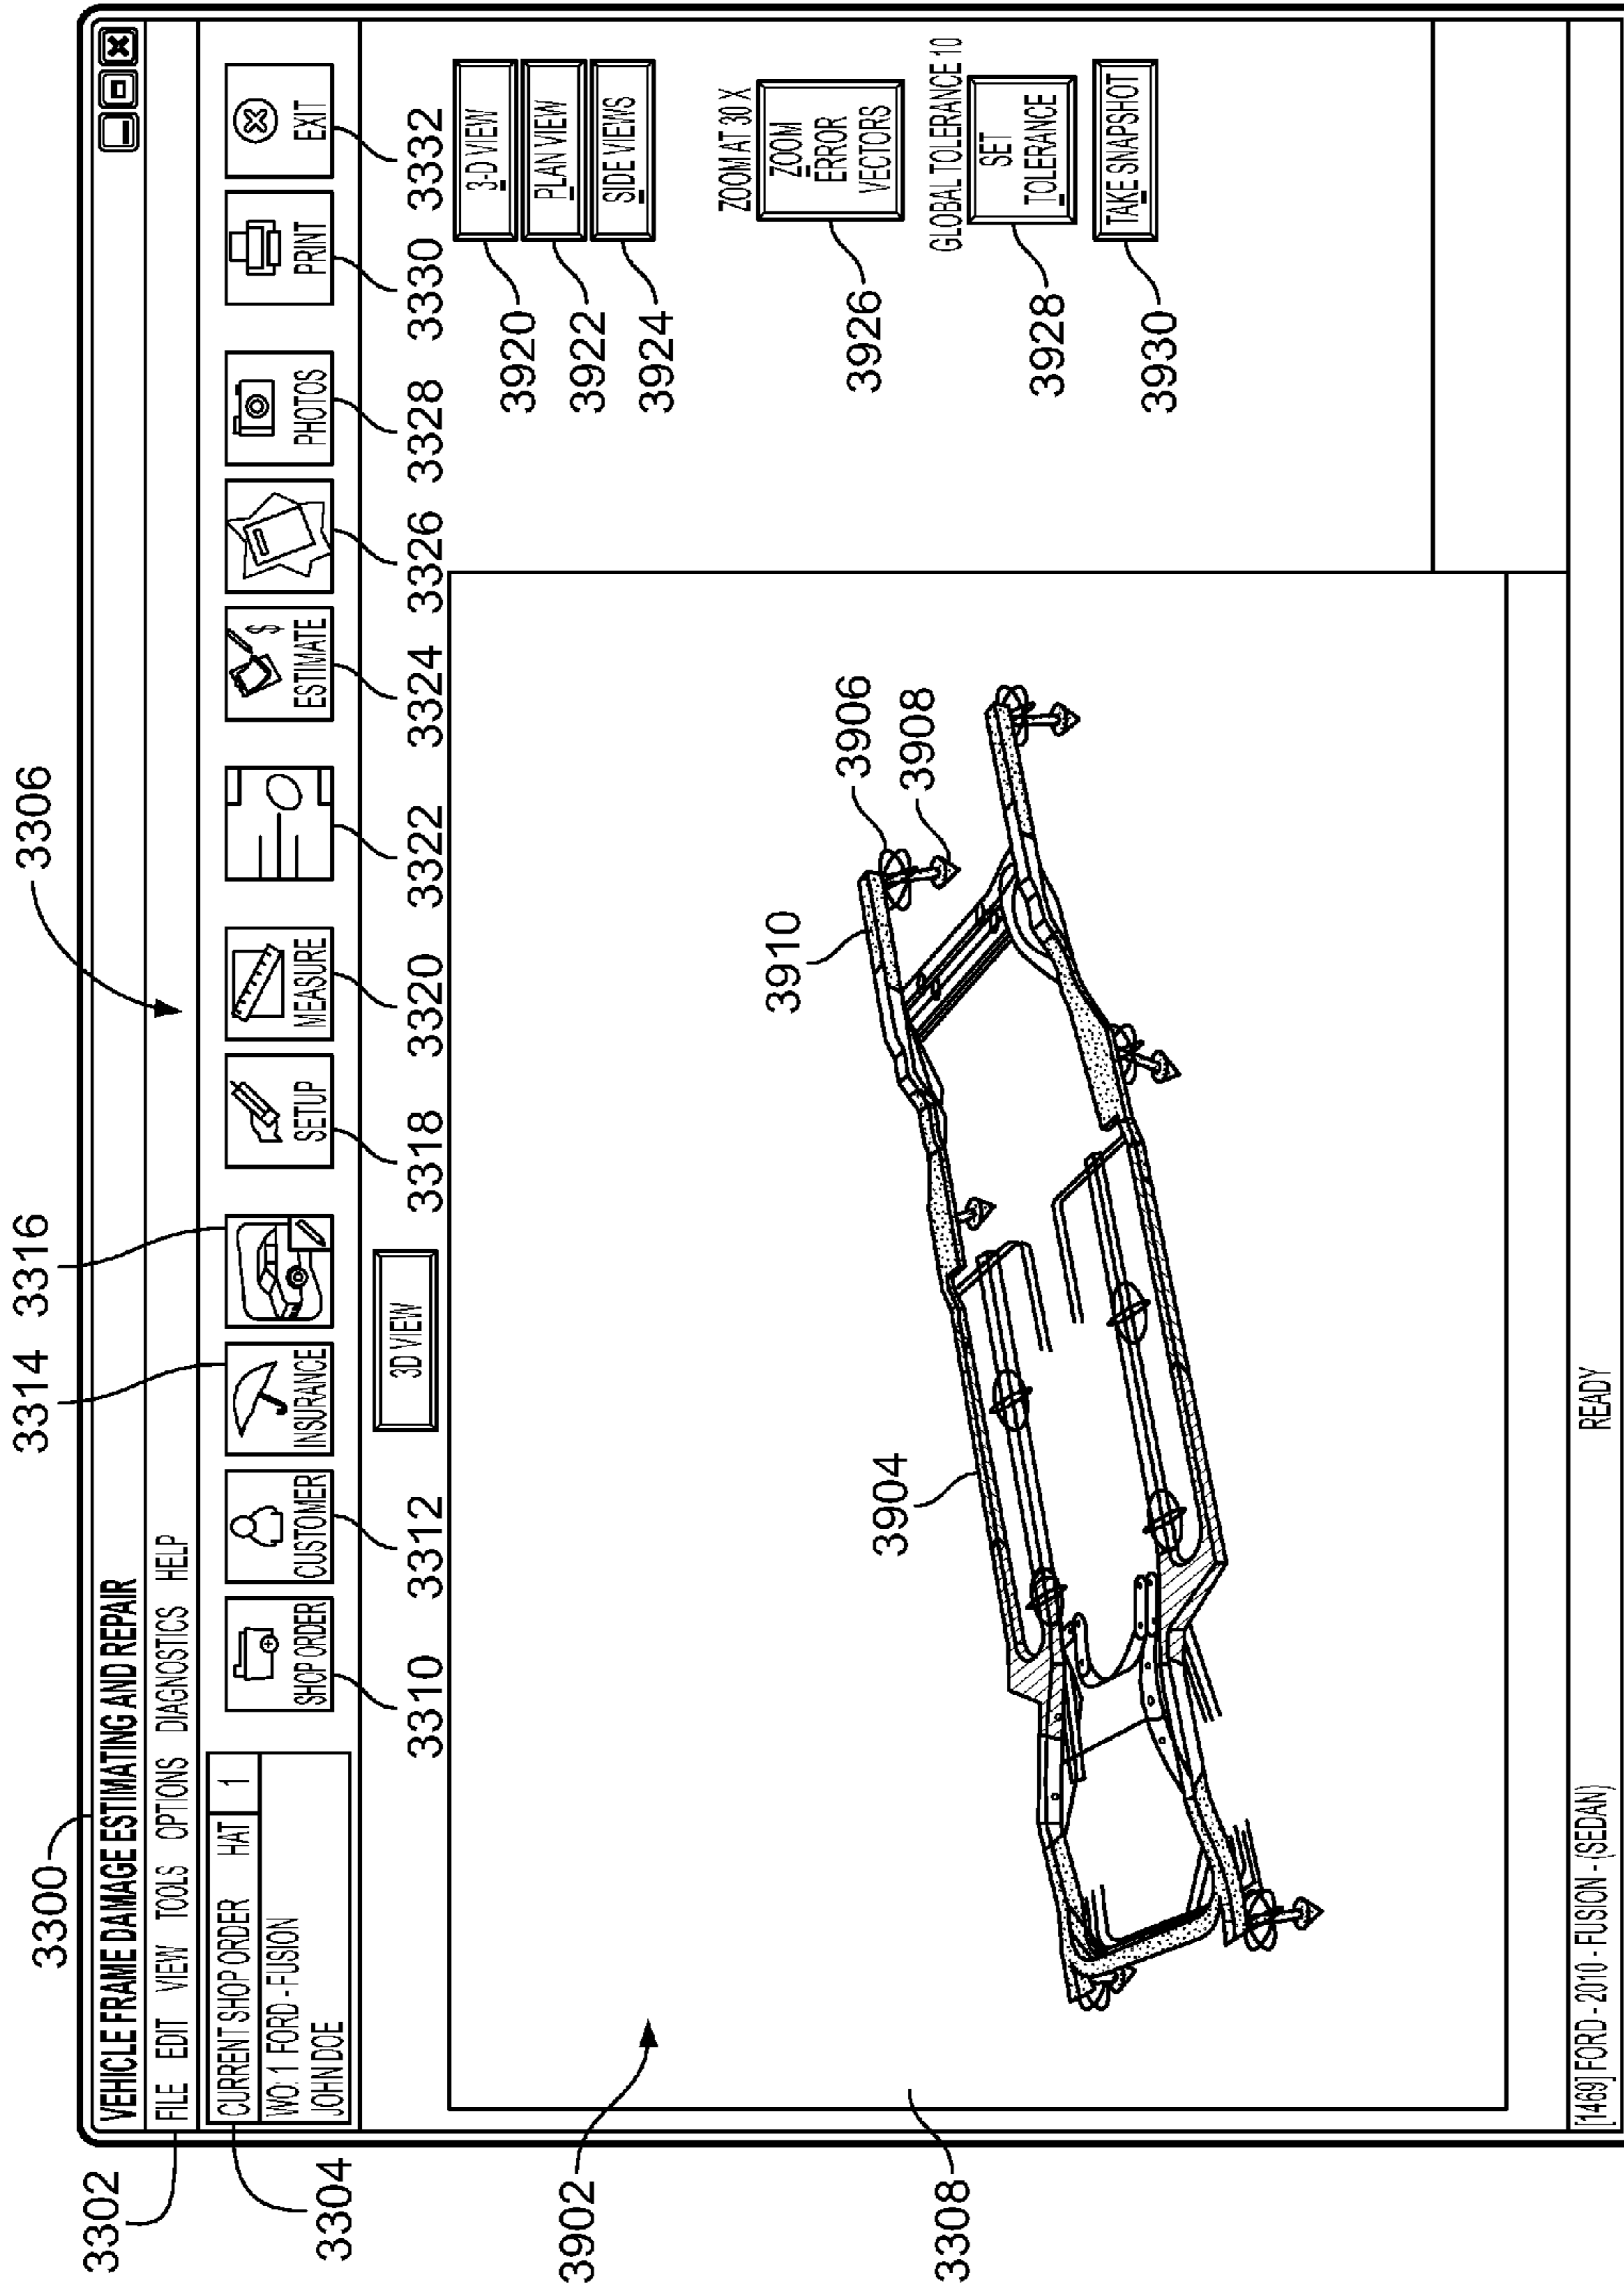 3300
VEHICLE FRAME DAMAGE ESTIMATING AND REPAIR
3302
FILE EDIT VIEW TOOLS OPTIONS DIAGNOSTICS HELP
3314 3316
3306
3304
CURRENT SHOP ORDER HAT 1
WO: 1 FORD - FUSION
JOHN DOE
SHOP ORDER
CUSTOMER
INSURANCE
SETUP
MEASURE
ESTIMATE
$
PHOTOS
PRINT
EXIT
3310 3312 3318 3320 3322 3324 3326 3328 3330 3332
3D VIEW
3902
3308
3904
3910
3906
3908
3-D VIEW
3920
PLAN VIEW
3922
SIDE VIEWS
3924
ZOOM AT 30 X
ZOOM
ERROR
VECTORS
3926
GLOBAL TOLERANCE 10
SET
TOLERANCE
3928
TAKE SNAPSHOT
3930
[1469] FORD - 2010 - FUSION - (SEDAN) READY